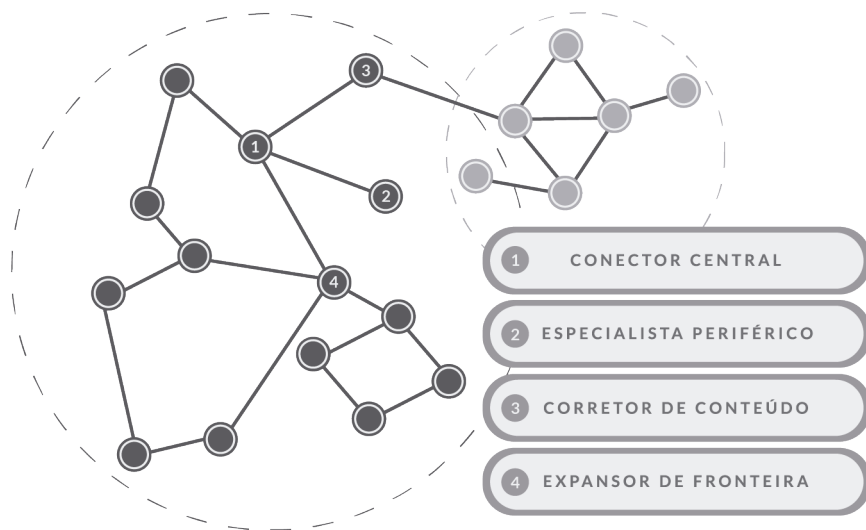 3
1
2
4
1 CONECTOR CENTRAL
2 ESPECIALISTA PERIFÉRICO
3 CORRETOR DE CONTEÚDO
4 EXPANSOR DE FRONTEIRA